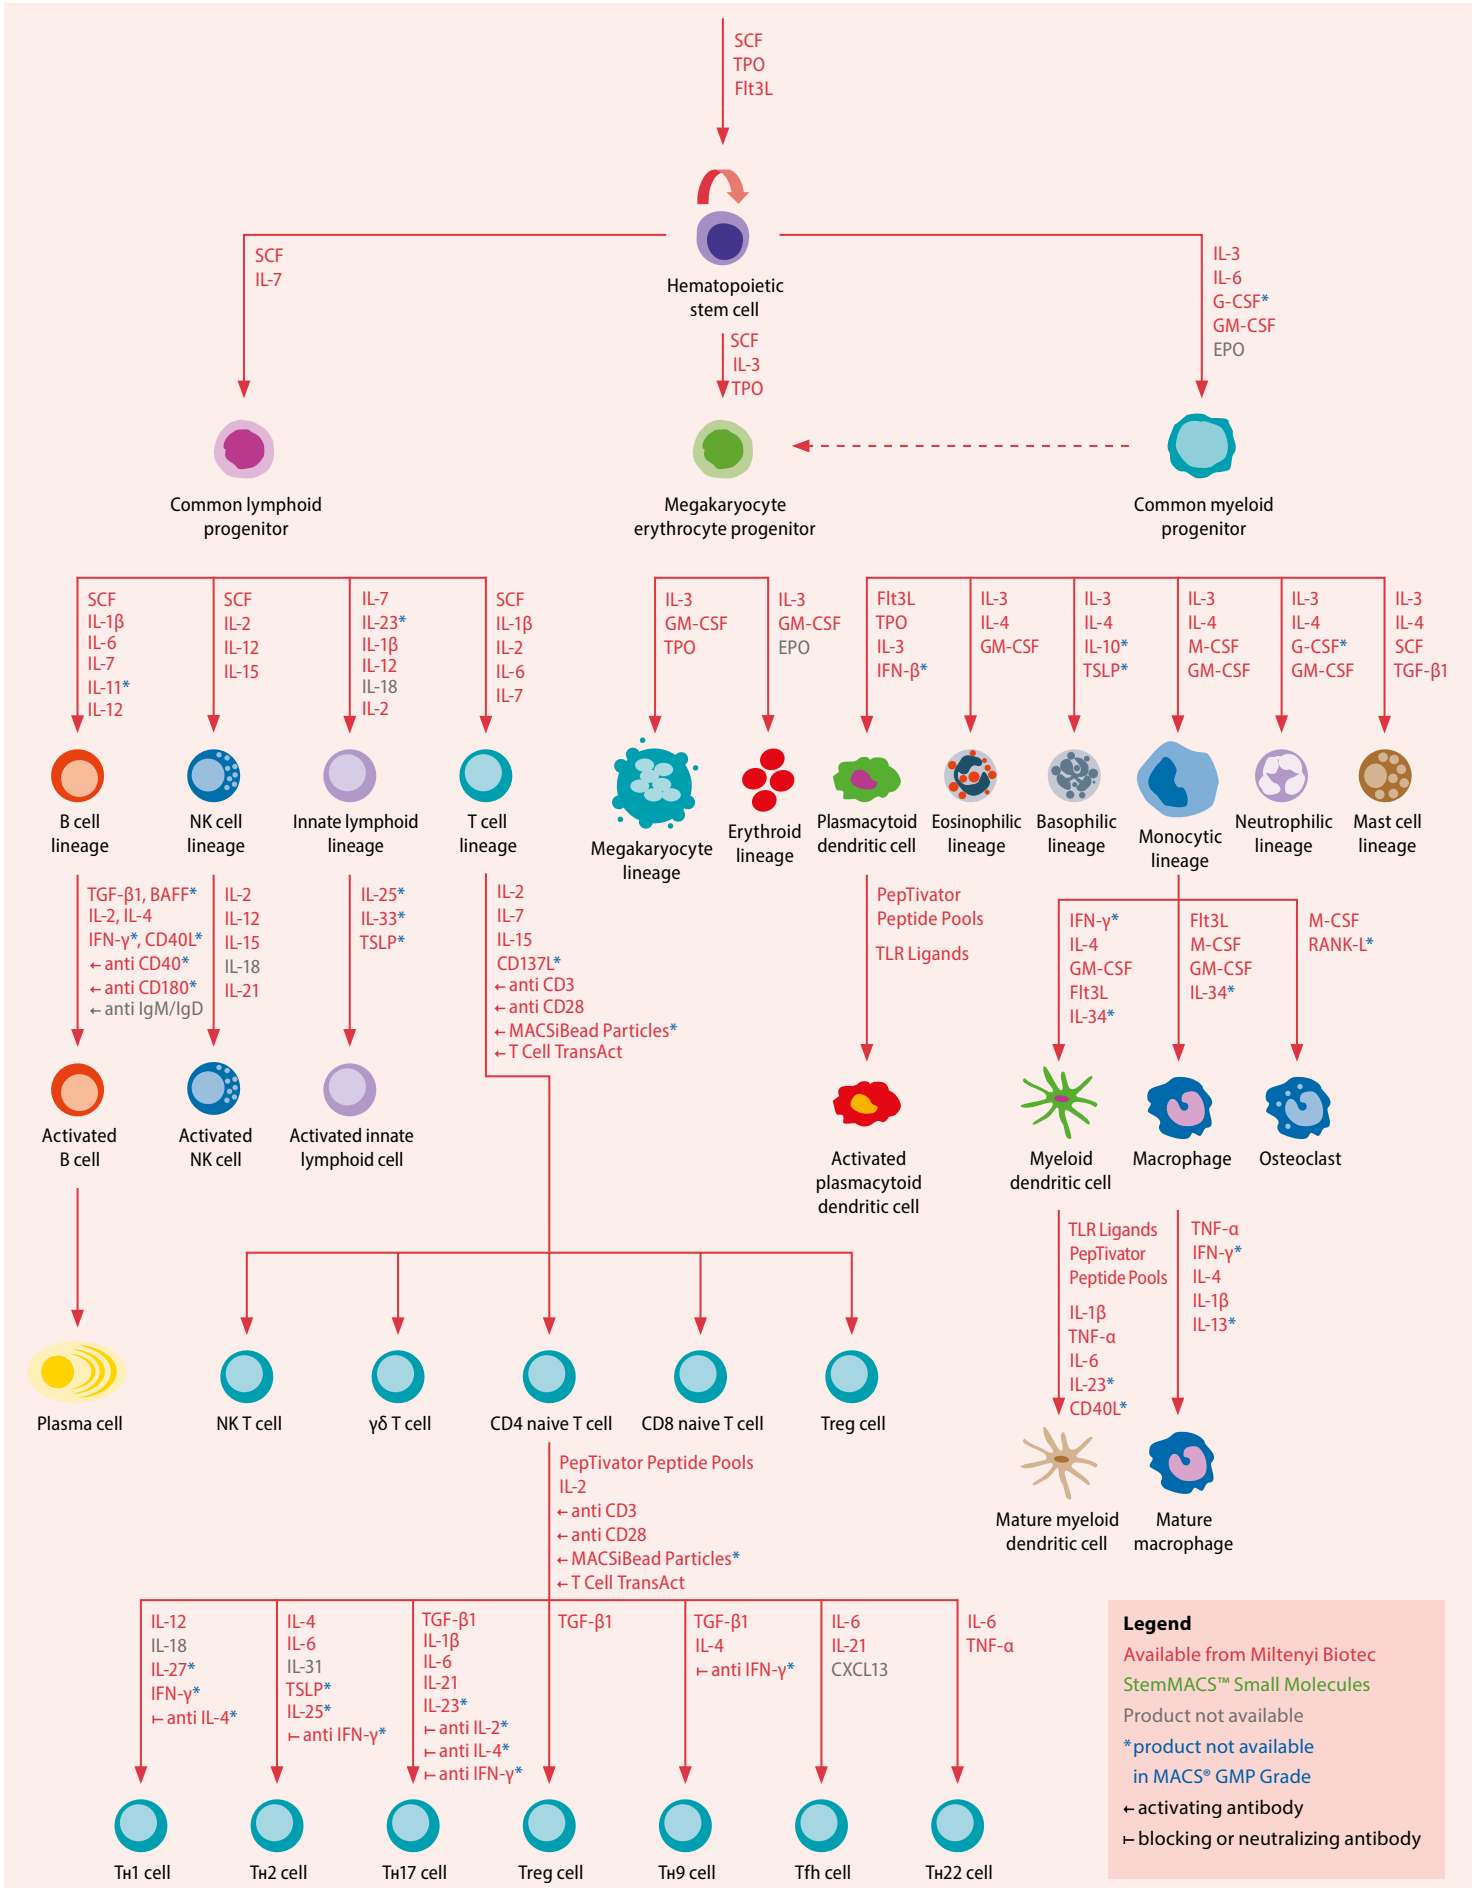 SCF
TPO
Flt3L
Hematopoietic
stem cell
SCF
IL-7
SCF
IL-3
TPO
IL-3
IL-6
G-CSF*
GM-CSF
EPO
Common lymphoid
progenitor
Megakaryocyte
erythrocyte progenitor
Common myeloid
progenitor
SCF
IL-1β
IL-6
IL-7
IL-11*
IL-12
SCF
IL-2
IL-12
IL-15
IL-7
IL-23*
IL-1β
IL-12
IL-18
IL-2
SCF
IL-1β
IL-2
IL-6
IL-7
IL-3
GM-CSF
TPO
IL-3
GM-CSF
EPO
Flt3L
TPO
IL-3
IFN-β*
IL-3
IL-4
GM-CSF
IL-3
IL-4
IL-10*
TSLP*
IL-3
IL-4
M-CSF
GM-CSF
IL-3
IL-4
G-CSF*
GM-CSF
IL-3
IL-4
SCF
TGF-β1
B cell
lineage
NK cell
lineage
Innate lymphoid
lineage
T cell
lineage
Megakaryocyte
lineage
Erythroid
lineage
Plasmacytoid
dendritic cell
Eosinophilic
lineage
Basophilic
lineage
Monocytic
lineage
Neutrophilic
lineage
Mast cell
lineage
TGF-β1, BAFF*
IL-2, IL-4
IFN-γ*, CD40L*
← anti CD40*
← anti CD180*
← anti IgM/IgD
IL-2
IL-12
IL-15
IL-18
IL-21
IL-25*
IL-33*
TSLP*
IL-2
IL-7
IL-15
CD137L*
← anti CD3
← anti CD28
← MACSiBead Particles*
← T Cell TransAct
PepTivator
Peptide Pools
TLR Ligands
IFN-γ*
IL-4
GM-CSF
Flt3L
IL-34*
Flt3L
M-CSF
GM-CSF
IL-34*
M-CSF
RANK-L*
Activated
B cell
Activated
NK cell
Activated innate
lymphoid cell
Activated
plasmacytoid
dendritic cell
Myeloid
dendritic cell
Macrophage
Osteoclast
TLR Ligands
PepTivator
Peptide Pools
IL-1β
TNF-α
IL-6
IL-23*
CD40L*
TNF-α
IFN-γ*
IL-4
IL-1β
IL-13*
Plasma cell
NK T cell
γδ T cell
CD4 naive T cell
CD8 naive T cell
Treg cell
Mature myeloid
dendritic cell
Mature
macrophage
PepTivator Peptide Pools
IL-2
← anti CD3
← anti CD28
← MACSiBead Particles*
← T Cell TransAct
IL-12
IL-18
IL-27*
IFN-γ*
⊢ anti IL-4*
IL-4
IL-6
IL-31
TSLP*
IL-25*
⊢ anti IFN-γ*
TGF-β1
IL-1β
IL-6
IL-21
IL-23*
⊢ anti IL-2*
⊢ anti IL-4*
⊢ anti IFN-γ*
TGF-β1
TGF-β1
IL-4
⊢ anti IFN-γ*
IL-6
IL-21
CXCL13
IL-6
TNF-α
TH1 cell
TH2 cell
TH17 cell
Treg cell
TH9 cell
Tfh cell
TH22 cell
Legend
Available from Miltenyi Biotec
StemMACS™ Small Molecules
Product not available
*product not available
in MACS® GMP Grade
← activating antibody
⊢ blocking or neutralizing antibody